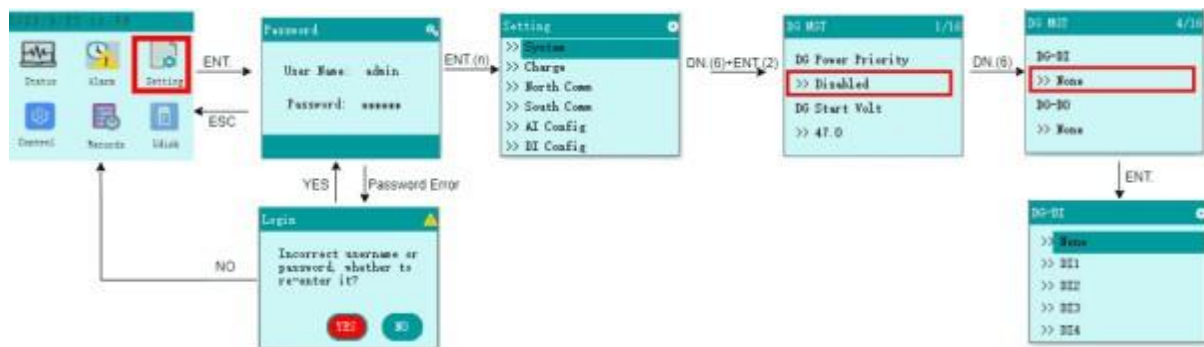 Status
Alarm
Setting
Control
Records
Udisk
ENT.
ESC
Password
User Name: admin
Password: ******
YES
Password Error
Login
Incorrect username or
password, whether to
re-enter it?
YES
NO
NO
ENT.(n)
Setting
>> System
>> Charge
>> North Comm
>> South Comm
>> AI Config
>> DI Config
DN.(6)+ENT.(2)
DG MGT 1/16
DG Power Priority
>> Disabled
DG Start Volt
>> 47.0
DN.(6)
DG MGT 4/16
DG-DI
>> None
DG-DO
>> None
ENT.
DG-DI
>> None
>> DI1
>> DI2
>> DI3
>> DI4